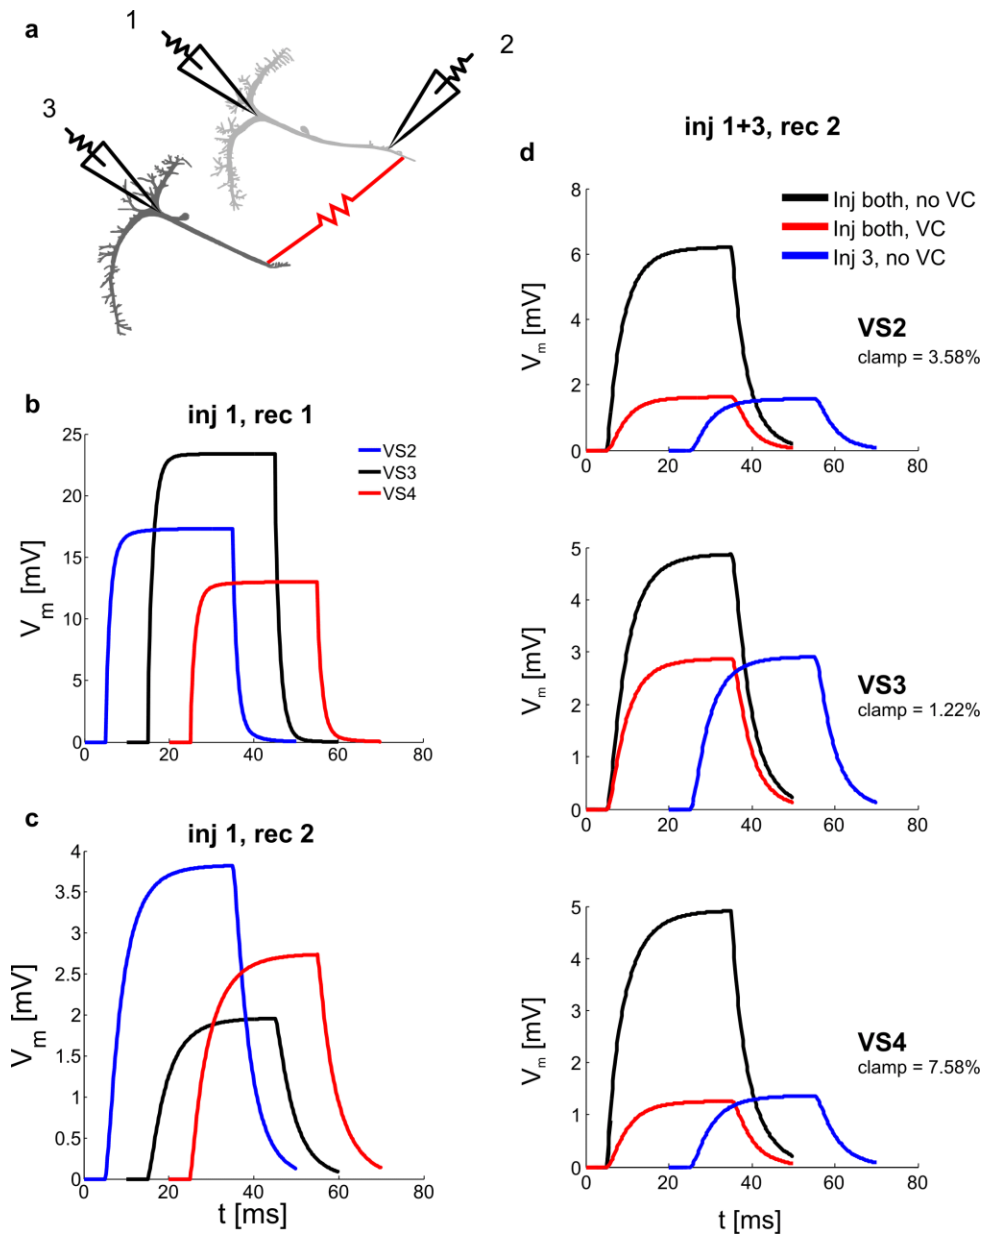 a
1
2
3
b
inj 1, rec 1
25
20
15
10
5
0
V_m [mV]
0 20 40 60 80
VS2
VS3
VS4
c
inj 1, rec 2
4
3.5
3
2.5
2
1.5
1
0.5
0
V_m [mV]
0 20 40 60 80
t [ms]
d
inj 1+3, rec 2
8
6
4
2
0
V_m [mV]
0 20 40 60 80
Inj both, no VC
Inj both, VC
Inj 3, no VC
VS2
clamp = 3.58%
5
4
3
2
1
0
V_m [mV]
0 20 40 60 80
VS3
clamp = 1.22%
5
4
3
2
1
0
V_m [mV]
0 20 40 60 80
VS4
clamp = 7.58%
t [ms]